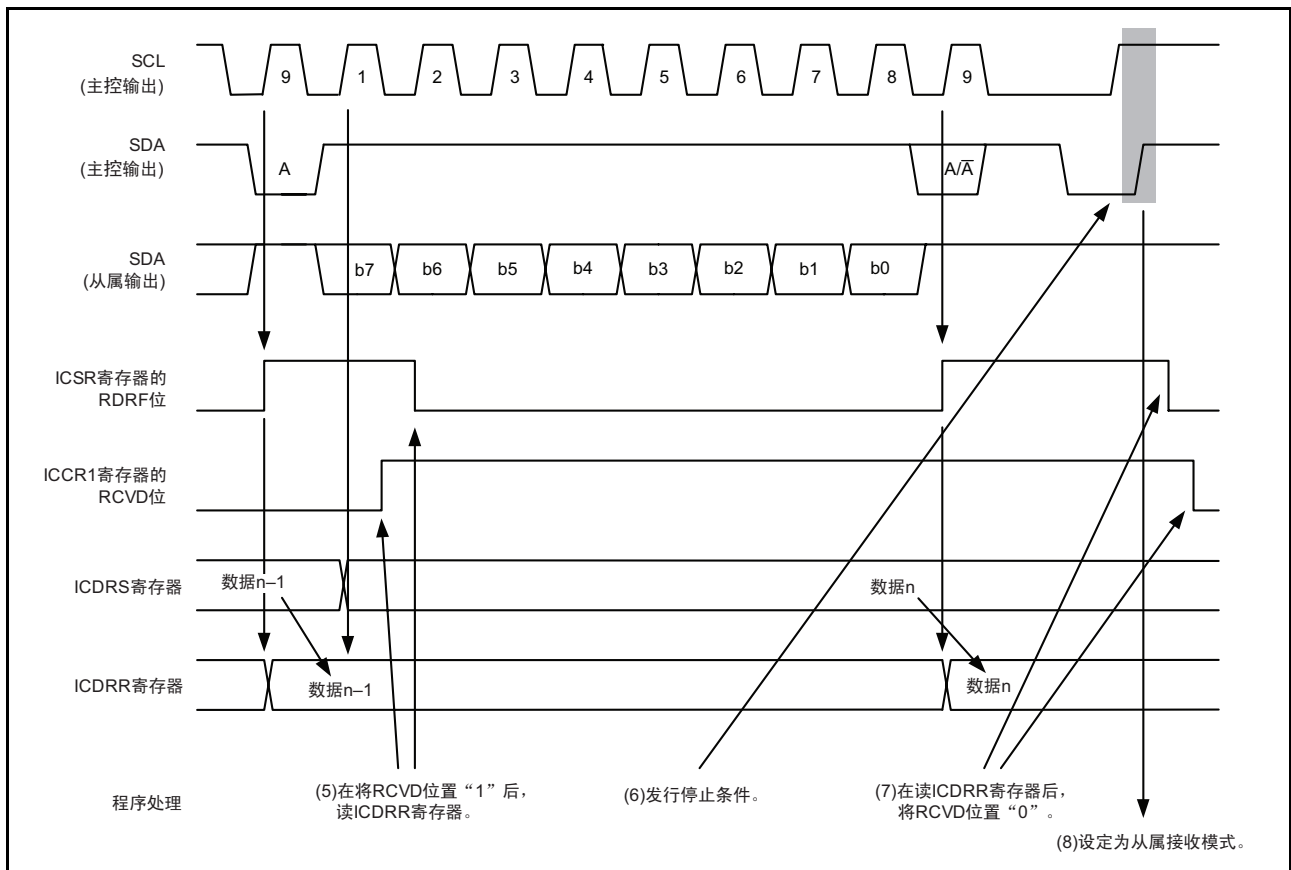 SCL
(主控输出)
9 1 2 3 4 5 6 7 8 9
SDA
(主控输出)
A A/A̅
SDA
(从属输出)
b7 b6 b5 b4 b3 b2 b1 b0
ICSR寄存器的
RDRF位
ICCR1寄存器的
RCVD位
ICDRS寄存器
数据n–1 数据n
ICDRR寄存器
数据n–1 数据n
程序处理
(5)在将RCVD位置“1”后，
读ICDRR寄存器。
(6)发行停止条件。
(7)在读ICDRR寄存器后，
将RCVD位置“0”。
(8)设定为从属接收模式。